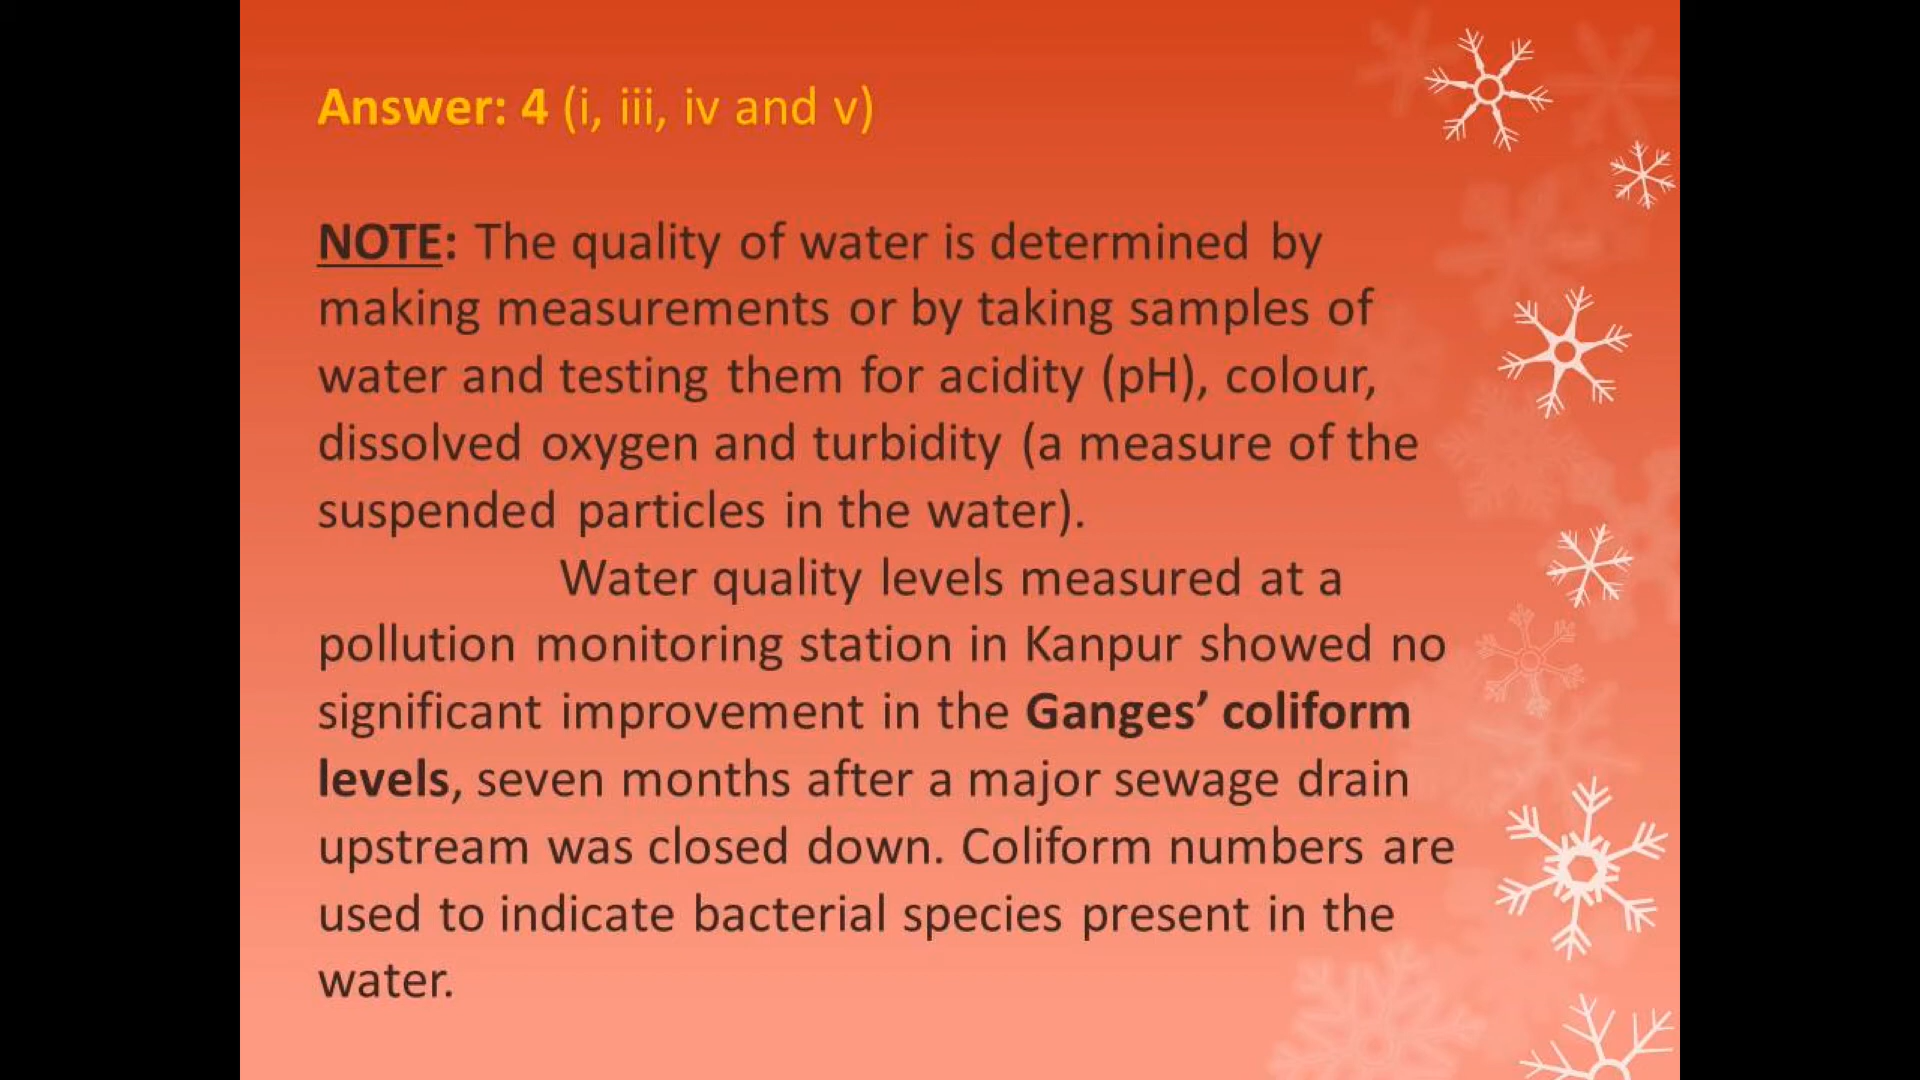 Answer: 4 (i, iii, iv and v)
NOTE: The quality of water is determined by
making measurements or by taking samples of
water and testing them for acidity (pH), colour,
dissolved oxygen and turbidity (a measure of the
suspended particles in the water).
Water quality levels measured at a
pollution monitoring station in Kanpur showed no
significant improvement in the Ganges’ coliform
levels, seven months after a major sewage drain
upstream was closed down. Coliform numbers are
used to indicate bacterial species present in the
water.